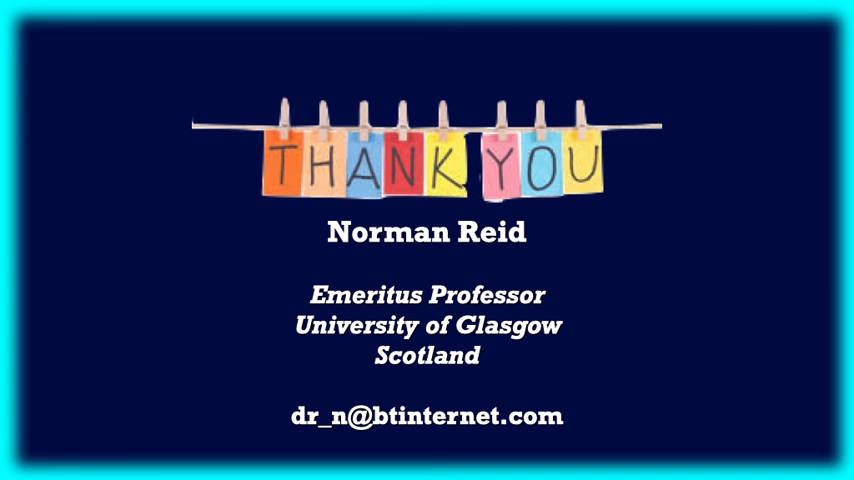 THANK YOU
Norman Reid
Emeritus Professor
University of Glasgow
Scotland
dr_n@btinternet.com